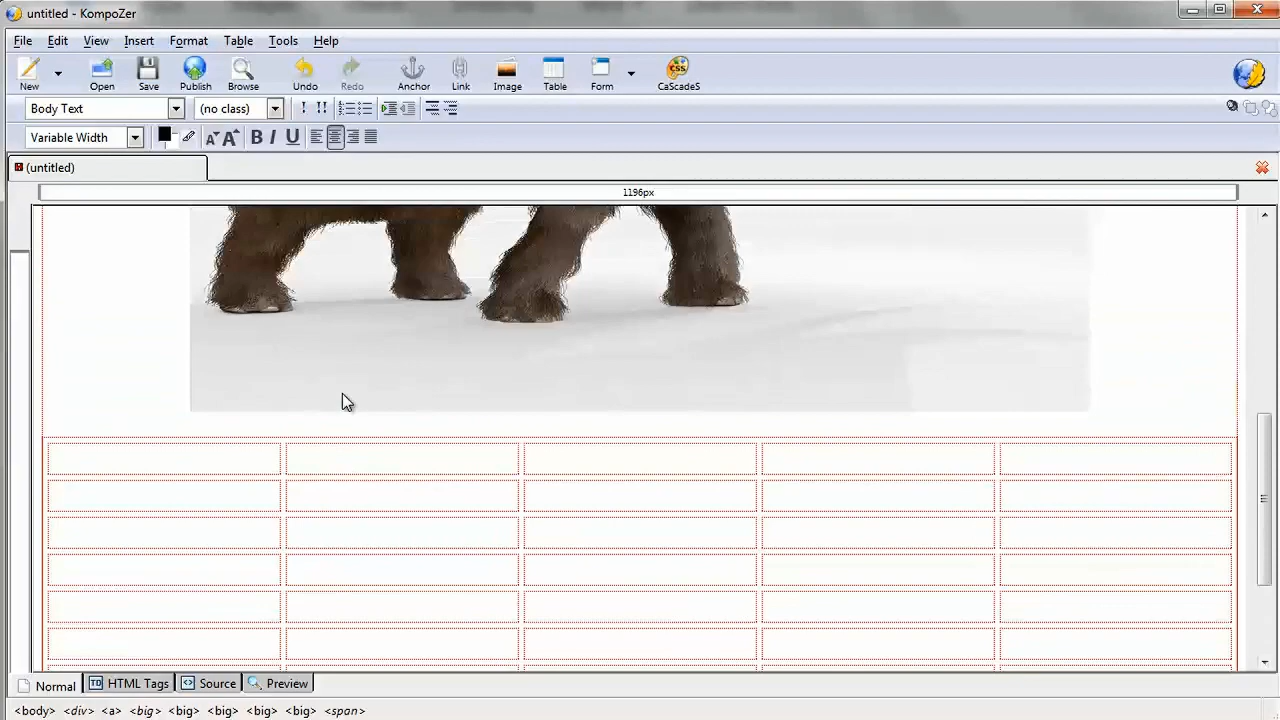 untitled - KompoZer
File Edit View Insert Format Table Tools Help
New Open Save Publish Browse Undo Redo Anchor Link Image Table Form CaScadeS
Body Text (no class)
Variable Width
(untitled)
1196px
Normal HTML Tags Source Preview
<body> <div> <a> <big> <big> <big> <big> <big> <span>